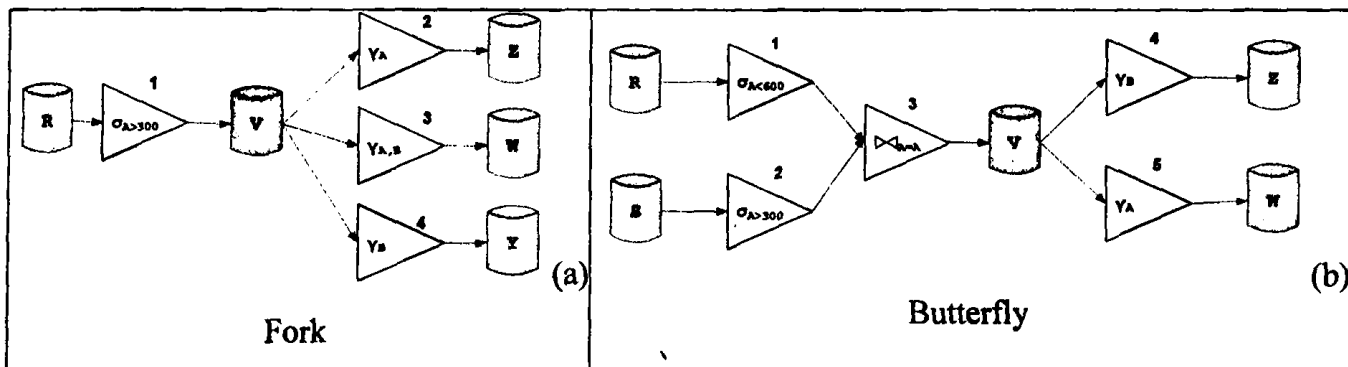 1
R
σA>300
V
2
γA
Z
3
γA,B
W
4
γB
Y
(a)
Fork
1
R
σA<600
2
S
σA>300
3
⋈A=A
V
4
γB
Z
5
γA
W
(b)
Butterfly